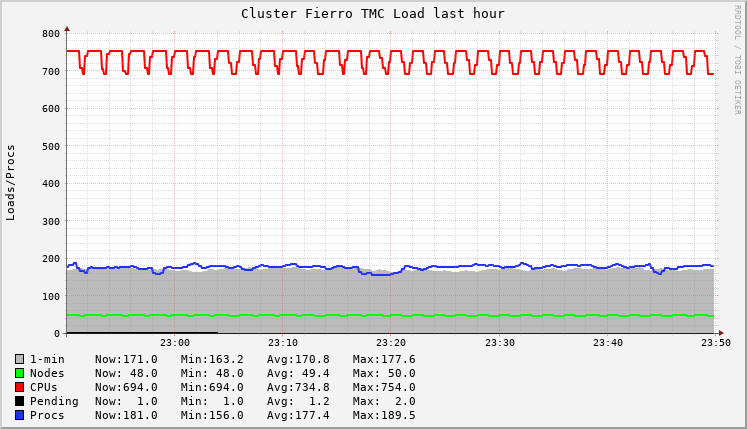 Cluster Fierro TMC Load last hour
RRDTOOL / TOBI OETIKER
Loads/Procs
800
700
600
500
400
300
200
100
0
23:00 23:10 23:20 23:30 23:40 23:50
1-min Now:171.0 Min:163.2 Avg:170.8 Max:177.6
Nodes Now: 48.0 Min: 48.0 Avg: 49.4 Max: 50.0
CPUs Now:694.0 Min:694.0 Avg:734.8 Max:754.0
Pending Now: 1.0 Min: 1.0 Avg: 1.2 Max: 2.0
Procs Now:181.0 Min:156.0 Avg:177.4 Max:189.5